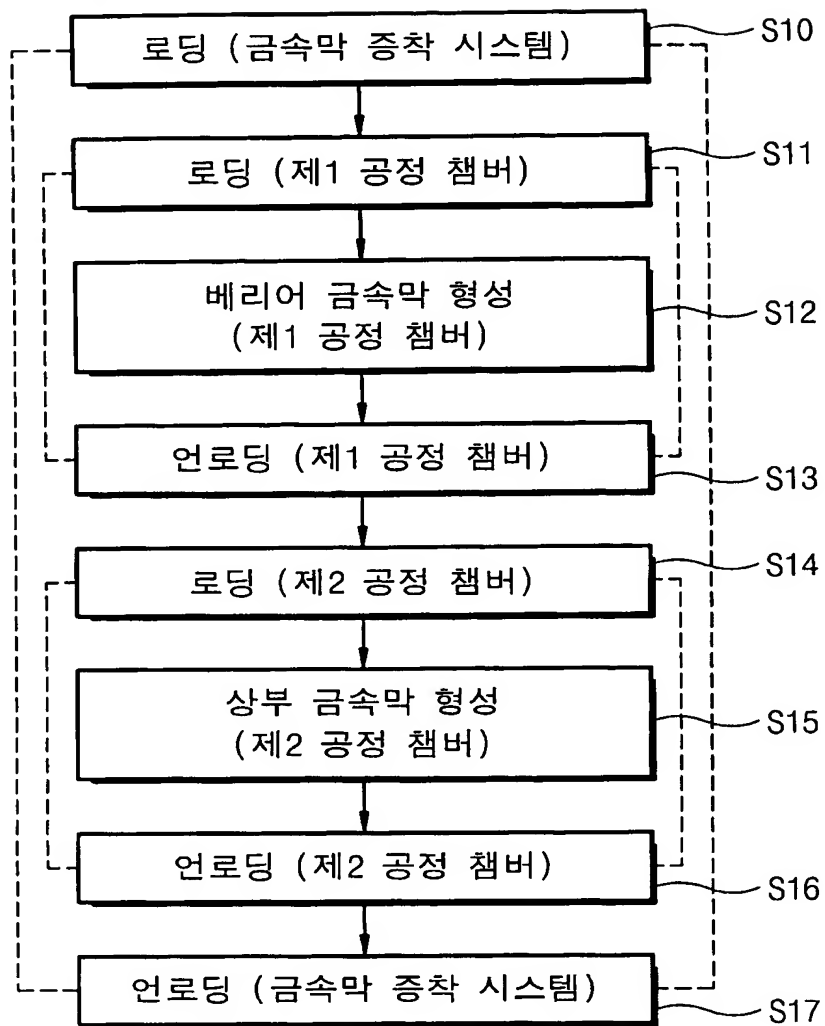 로딩 (금속막 증착 시스템)
S10
로딩 (제1 공정 챔버)
S11
베리어 금속막 형성
(제1 공정 챔버)
S12
언로딩 (제1 공정 챔버)
S13
로딩 (제2 공정 챔버)
S14
상부 금속막 형성
(제2 공정 챔버)
S15
언로딩 (제2 공정 챔버)
S16
언로딩 (금속막 증착 시스템)
S17